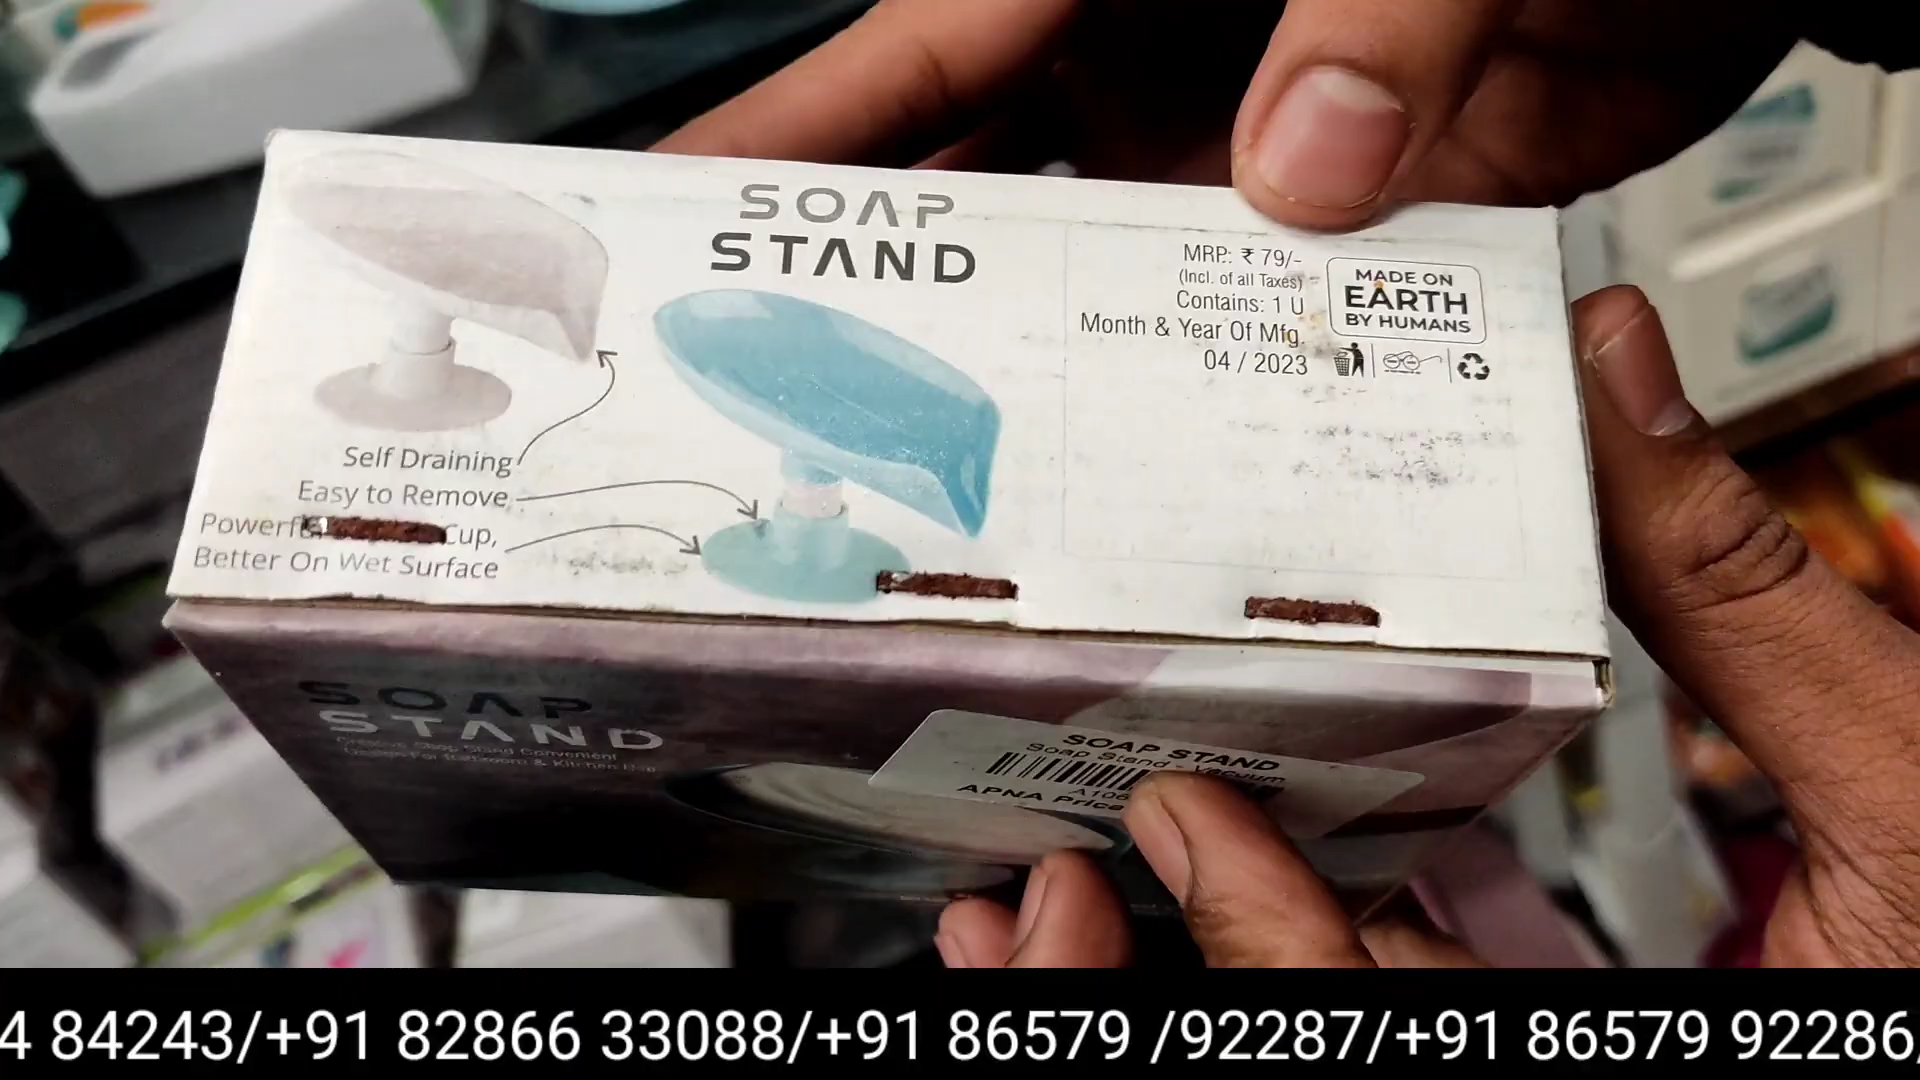 SOAP
STAND
MRP: ₹ 79/-
(Incl. of all Taxes)
Contains: 1 U
Month & Year Of Mfg.
04 / 2023
MADE ON
EARTH
BY HUMANS
Self Draining
Easy to Remove
Cup,
Better On Wet Surface
SOAP
STAND
SOAP STAND
Soap Stand - Vacuum
APNA Price
4 84243/+91 82866 33088/+91 86579 /92287/+91 86579 92286,